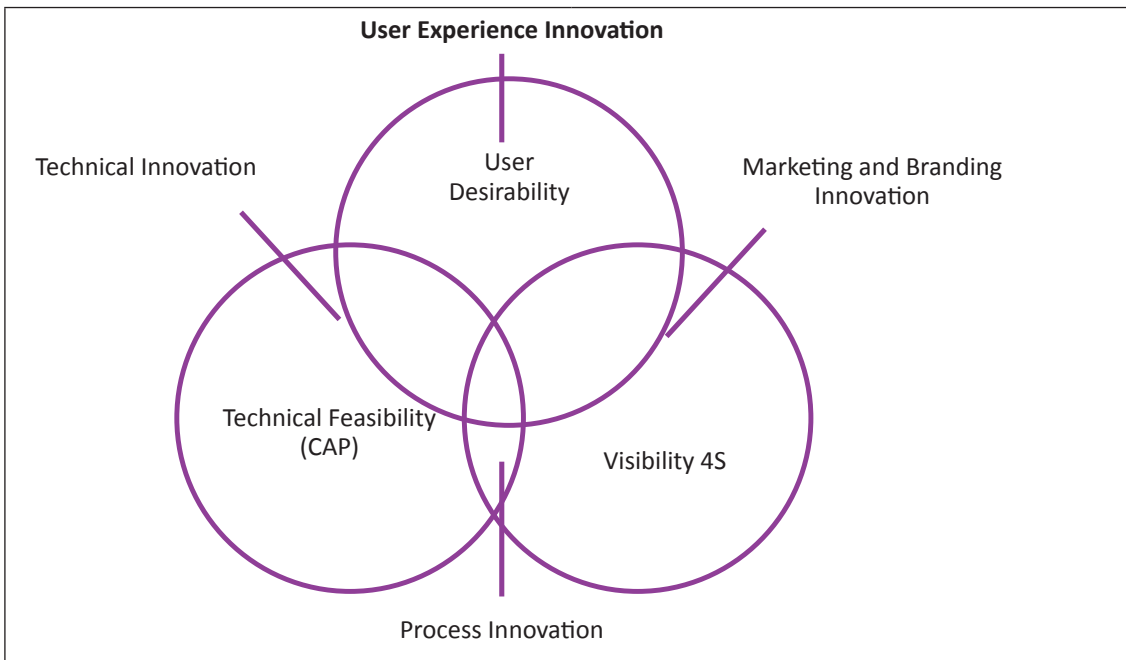 User Experience Innovation
Technical Innovation
User
Desirability
Marketing and Branding
Innovation
Technical Feasibility
(CAP)
Visibility 4S
Process Innovation